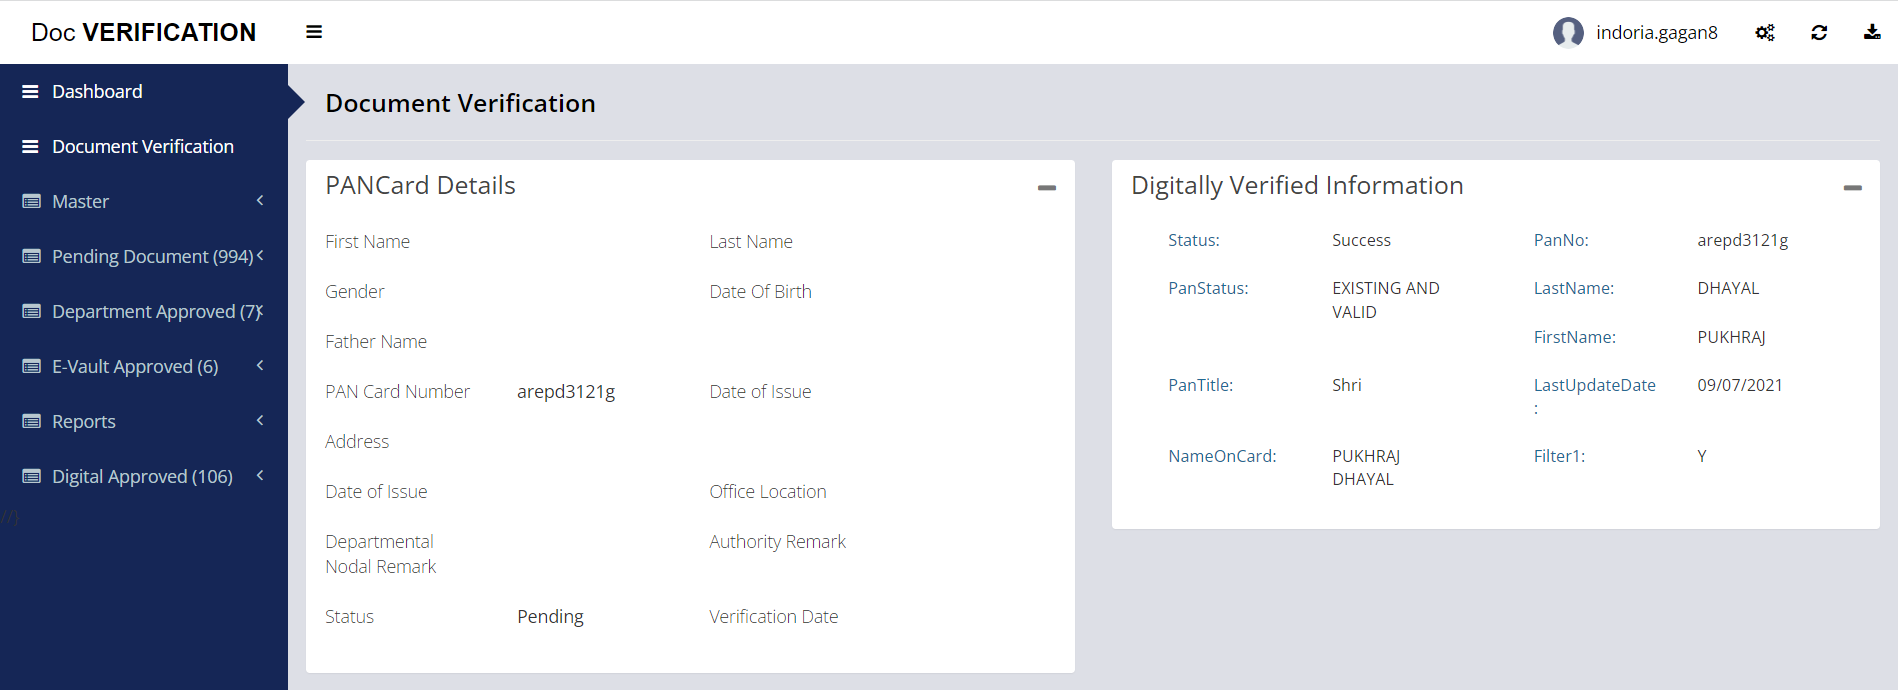 Doc VERIFICATION
indoria.gagan8
Dashboard
Document Verification
Master
Pending Document (994)
Department Approved (7)
E-Vault Approved (6)
Reports
Digital Approved (106)
//)
Document Verification
PANCard Details
First Name Last Name
Gender Date Of Birth
Father Name
PAN Card Number arepd3121g Date of Issue
Address
Date of Issue Office Location
Departmental Authority Remark
Nodal Remark
Status Pending Verification Date
Digitally Verified Information
Status: Success PanNo: arepd3121g
PanStatus: EXISTING AND LastName: DHAYAL
VALID
FirstName: PUKHRAJ
PanTitle: Shri LastUpdateDate 09/07/2021
:
NameOnCard: PUKHRAJ Filter1: Y
DHAYAL